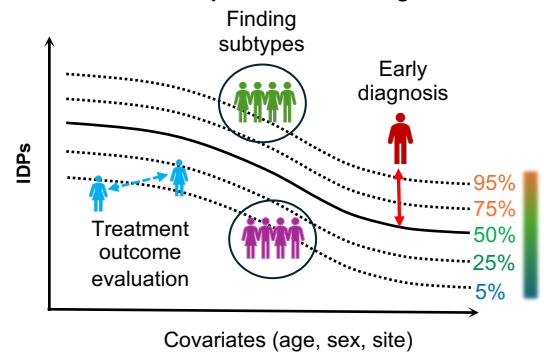 Finding
subtypes
Early
diagnosis
IDPs
95%
75%
50%
25%
5%
Treatment
outcome
evaluation
Covariates (age, sex, site)